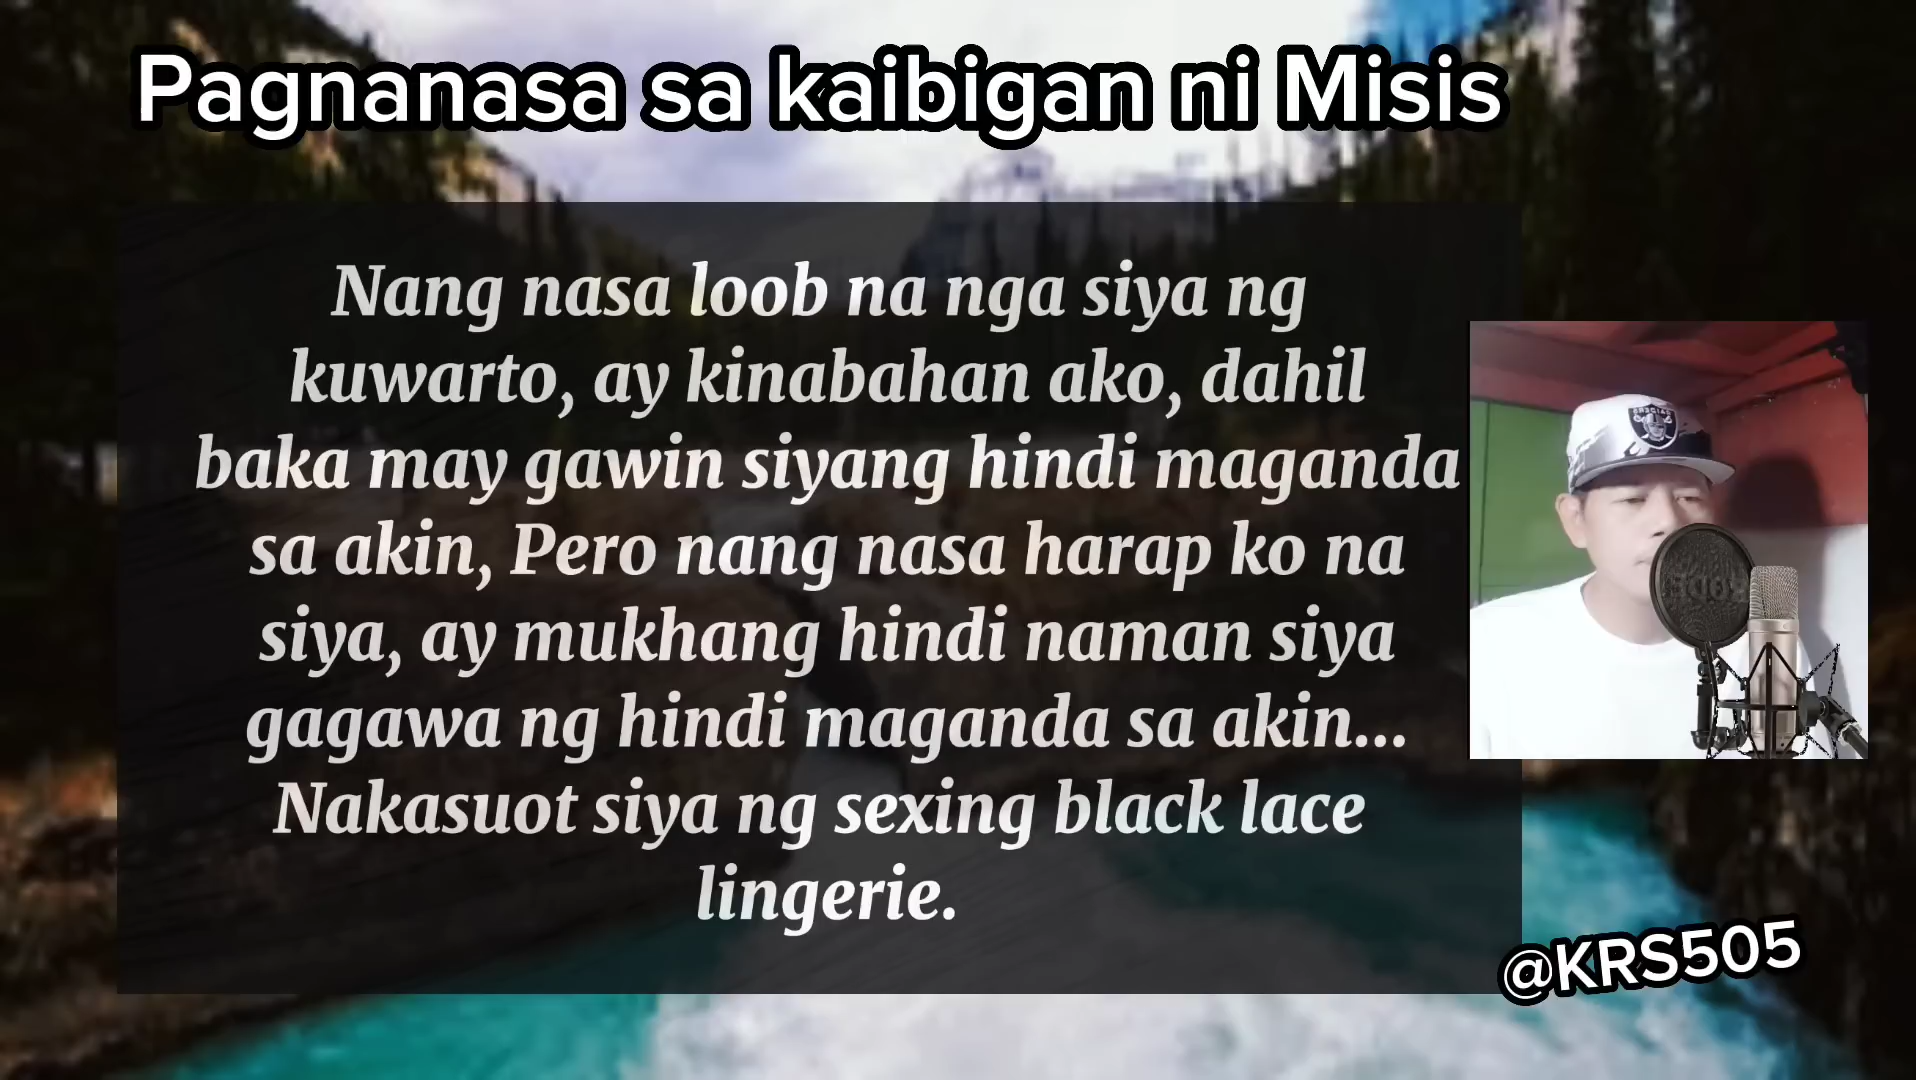 Pagnanasa sa kaibigan ni Misis
Nang nasa loob na nga siya ng
kuwarto, ay kinabahan ako, dahil
baka may gawin siyang hindi maganda
sa akin, Pero nang nasa harap ko na
siya, ay mukhang hindi naman siya
gagawa ng hindi maganda sa akin...
Nakasuot siya ng sexing black lace
lingerie.
RAIDERS
RODE
@KRS505